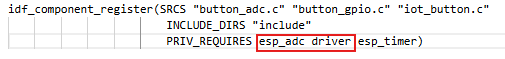 idf_component_register(SRCS "button_adc.c" "button_gpio.c" "iot_button.c"
INCLUDE_DIRS "include"
PRIV_REQUIRES esp_adc driver esp_timer)